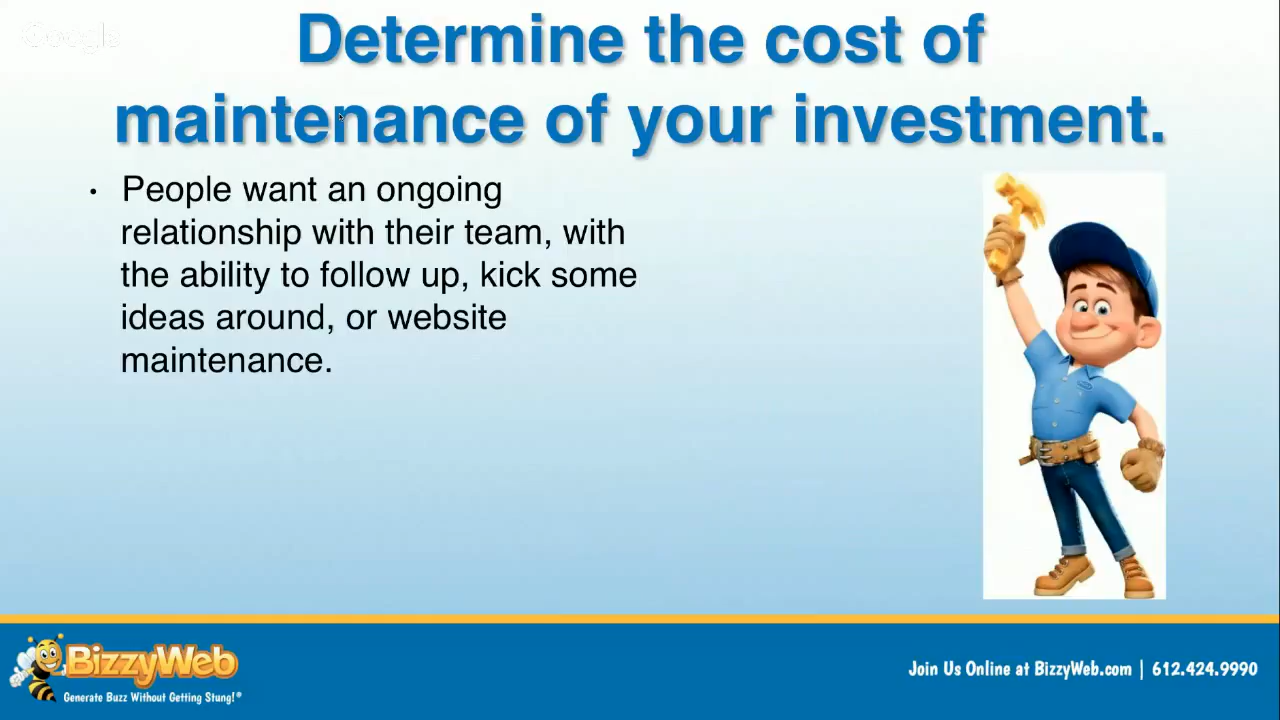 Google
Determine the cost of
maintenance of your investment.
• People want an ongoing
relationship with their team, with
the ability to follow up, kick some
ideas around, or website
maintenance.
BizzyWeb
Generate Buzz Without Getting Stung!®
Join Us Online at BizzyWeb.com | 612.424.9990